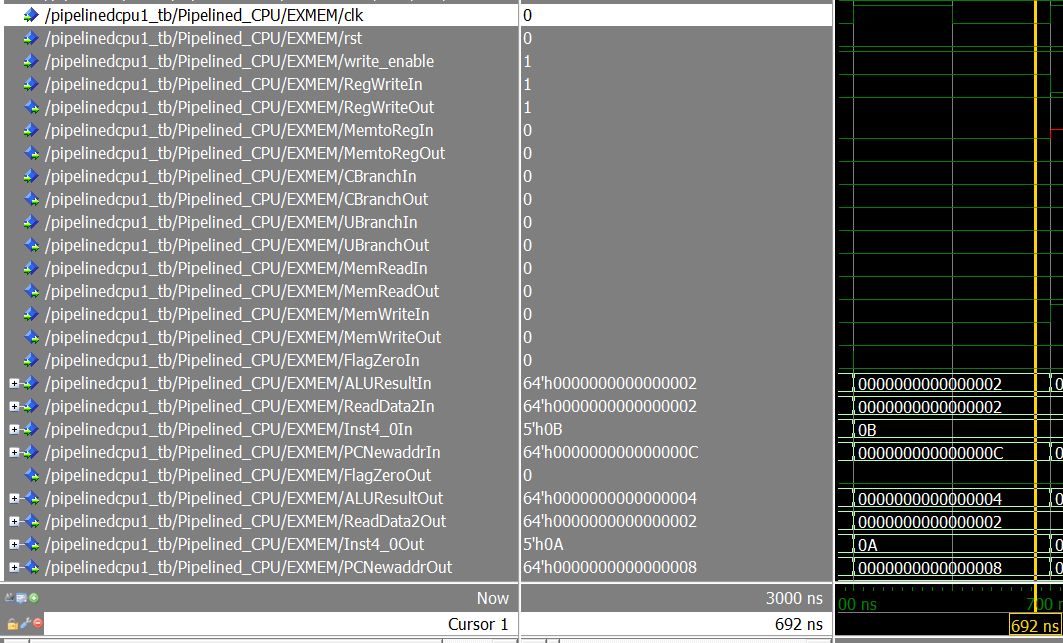 /pipelinedcpu1_tb/Pipelined_CPU/EXMEM/clk 0
/pipelinedcpu1_tb/Pipelined_CPU/EXMEM/rst 0
/pipelinedcpu1_tb/Pipelined_CPU/EXMEM/write_enable 1
/pipelinedcpu1_tb/Pipelined_CPU/EXMEM/RegWriteIn 1
/pipelinedcpu1_tb/Pipelined_CPU/EXMEM/RegWriteOut 1
/pipelinedcpu1_tb/Pipelined_CPU/EXMEM/MemtoRegIn 0
/pipelinedcpu1_tb/Pipelined_CPU/EXMEM/MemtoRegOut 0
/pipelinedcpu1_tb/Pipelined_CPU/EXMEM/CBranchIn 0
/pipelinedcpu1_tb/Pipelined_CPU/EXMEM/CBranchOut 0
/pipelinedcpu1_tb/Pipelined_CPU/EXMEM/UBranchIn 0
/pipelinedcpu1_tb/Pipelined_CPU/EXMEM/UBranchOut 0
/pipelinedcpu1_tb/Pipelined_CPU/EXMEM/MemReadIn 0
/pipelinedcpu1_tb/Pipelined_CPU/EXMEM/MemReadOut 0
/pipelinedcpu1_tb/Pipelined_CPU/EXMEM/MemWriteIn 0
/pipelinedcpu1_tb/Pipelined_CPU/EXMEM/MemWriteOut 0
/pipelinedcpu1_tb/Pipelined_CPU/EXMEM/FlagZeroIn 0
/pipelinedcpu1_tb/Pipelined_CPU/EXMEM/ALUResultIn 64'h0000000000000002 0000000000000002 0
/pipelinedcpu1_tb/Pipelined_CPU/EXMEM/ReadData2In 64'h0000000000000002 0000000000000002
/pipelinedcpu1_tb/Pipelined_CPU/EXMEM/Inst4_0In 5'h0B 0B
/pipelinedcpu1_tb/Pipelined_CPU/EXMEM/PCNewaddrIn 64'h000000000000000C 000000000000000C 0
/pipelinedcpu1_tb/Pipelined_CPU/EXMEM/FlagZeroOut 0
/pipelinedcpu1_tb/Pipelined_CPU/EXMEM/ALUResultOut 64'h0000000000000004 0000000000000004 0
/pipelinedcpu1_tb/Pipelined_CPU/EXMEM/ReadData2Out 64'h0000000000000002 0000000000000002
/pipelinedcpu1_tb/Pipelined_CPU/EXMEM/Inst4_0Out 5'h0A 0A 0
/pipelinedcpu1_tb/Pipelined_CPU/EXMEM/PCNewaddrOut 64'h0000000000000008 0000000000000008 0
Now 3000 ns 00 ns 700 n
Cursor 1 692 ns 692 ns